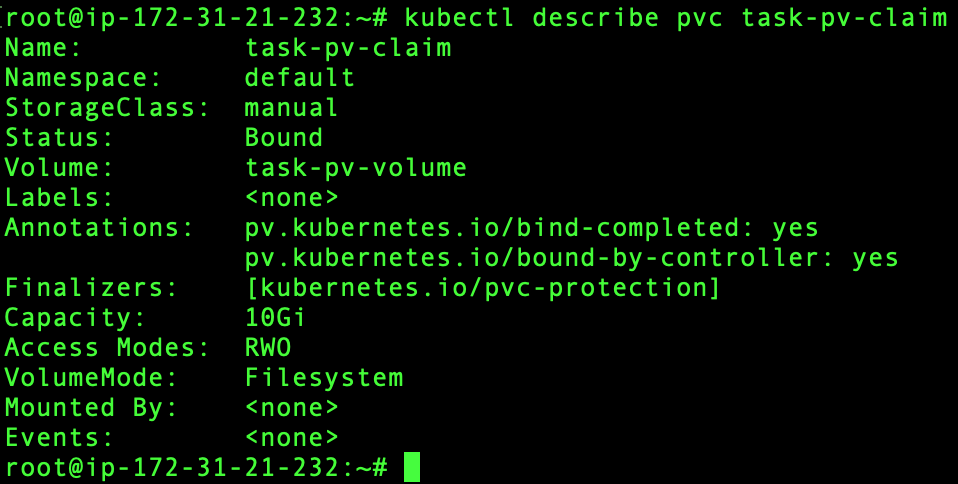 root@ip-172-31-21-232:~# kubectl describe pvc task-pv-claim
Name:          task-pv-claim
Namespace:     default
StorageClass:  manual
Status:        Bound
Volume:        task-pv-volume
Labels:        <none>
Annotations:   pv.kubernetes.io/bind-completed: yes
               pv.kubernetes.io/bound-by-controller: yes
Finalizers:    [kubernetes.io/pvc-protection]
Capacity:      10Gi
Access Modes:  RWO
VolumeMode:    Filesystem
Mounted By:    <none>
Events:        <none>
root@ip-172-31-21-232:~#